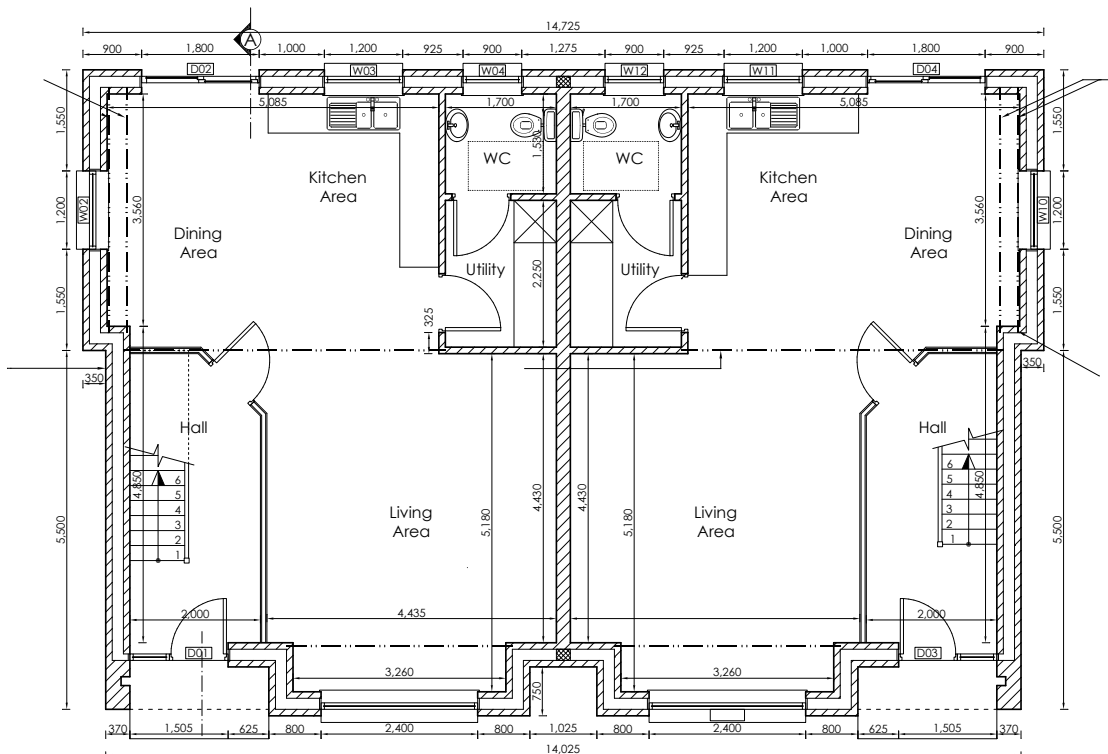 A
14,725
900
1,800
1,000
1,200
925
900
1,275
900
925
1,200
1,000
1,800
900
D02
W03
W04
W12
W11
D04
5,085
1,700
1,700
5,085
1,550
1,530
1,550
WC
WC
Kitchen
Area
Kitchen
Area
W02
1,200
3,560
3,560
W10
1,200
Dining
Area
Dining
Area
Utility
Utility
2,250
1,550
1,550
325
350
350
Hall
Hall
6
5
4
3
2
1
6
5
4
3
2
1
4,850
4,850
4,430
4,430
5,180
5,180
Living
Area
Living
Area
5,500
5,500
2,000
4,435
2,000
D01
D03
3,260
3,260
750
370
1,505
625
800
2,400
800
1,025
800
2,400
800
625
1,505
370
14,025